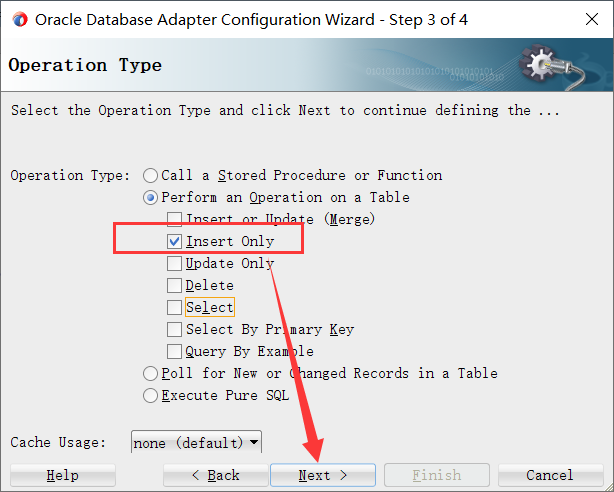 Oracle Database Adapter Configuration Wizard - Step 3 of 4
Operation Type
Select the Operation Type and click Next to continue defining the ...
Operation Type: Call a Stored Procedure or Function
Perform an Operation on a Table
Insert or Update (Merge)
Insert Only
Update Only
Delete
Select
Select By Primary Key
Query By Example
Poll for New or Changed Records in a Table
Execute Pure SQL
Cache Usage: none (default)
Help < Back Next > Finish Cancel